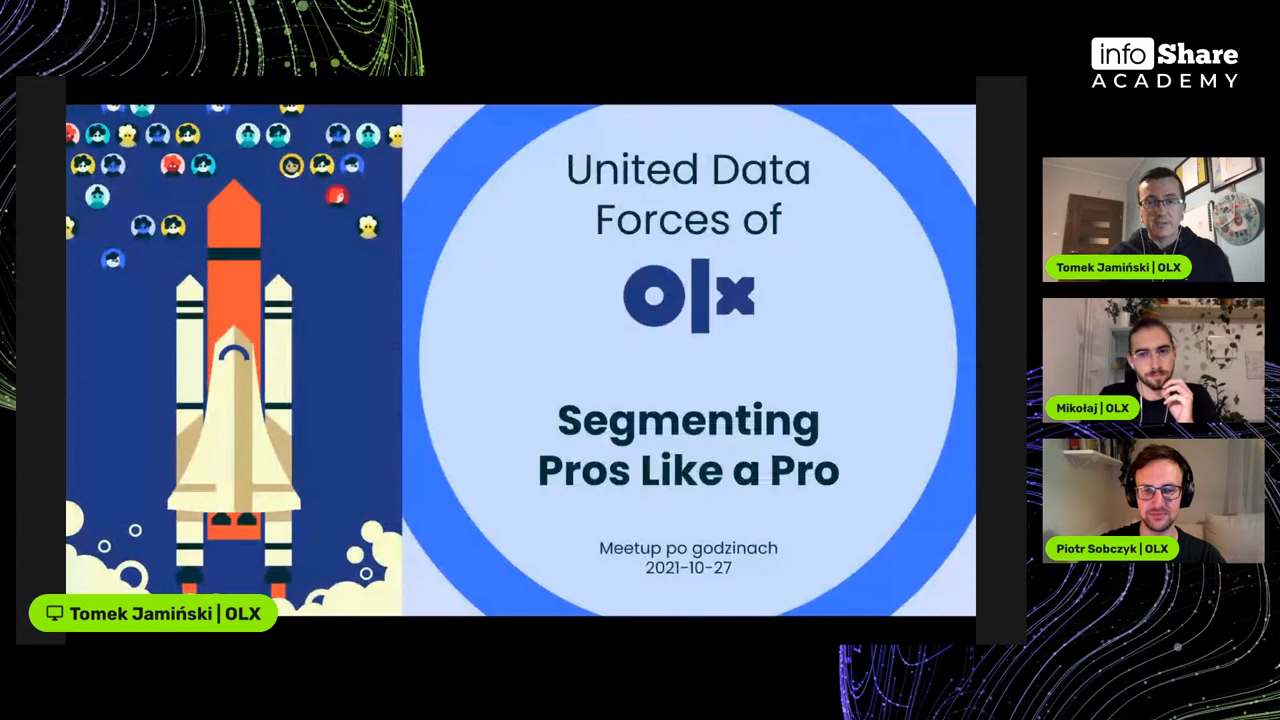 info Share
ACADEMY
United Data
Forces of
olx
Segmenting
Pros Like a Pro
Meetup po godzinach
2021-10-27
Tomek Jamiński | OLX
Tomek Jamiński | OLX
Mikołaj | OLX
Piotr Sobczyk | OLX